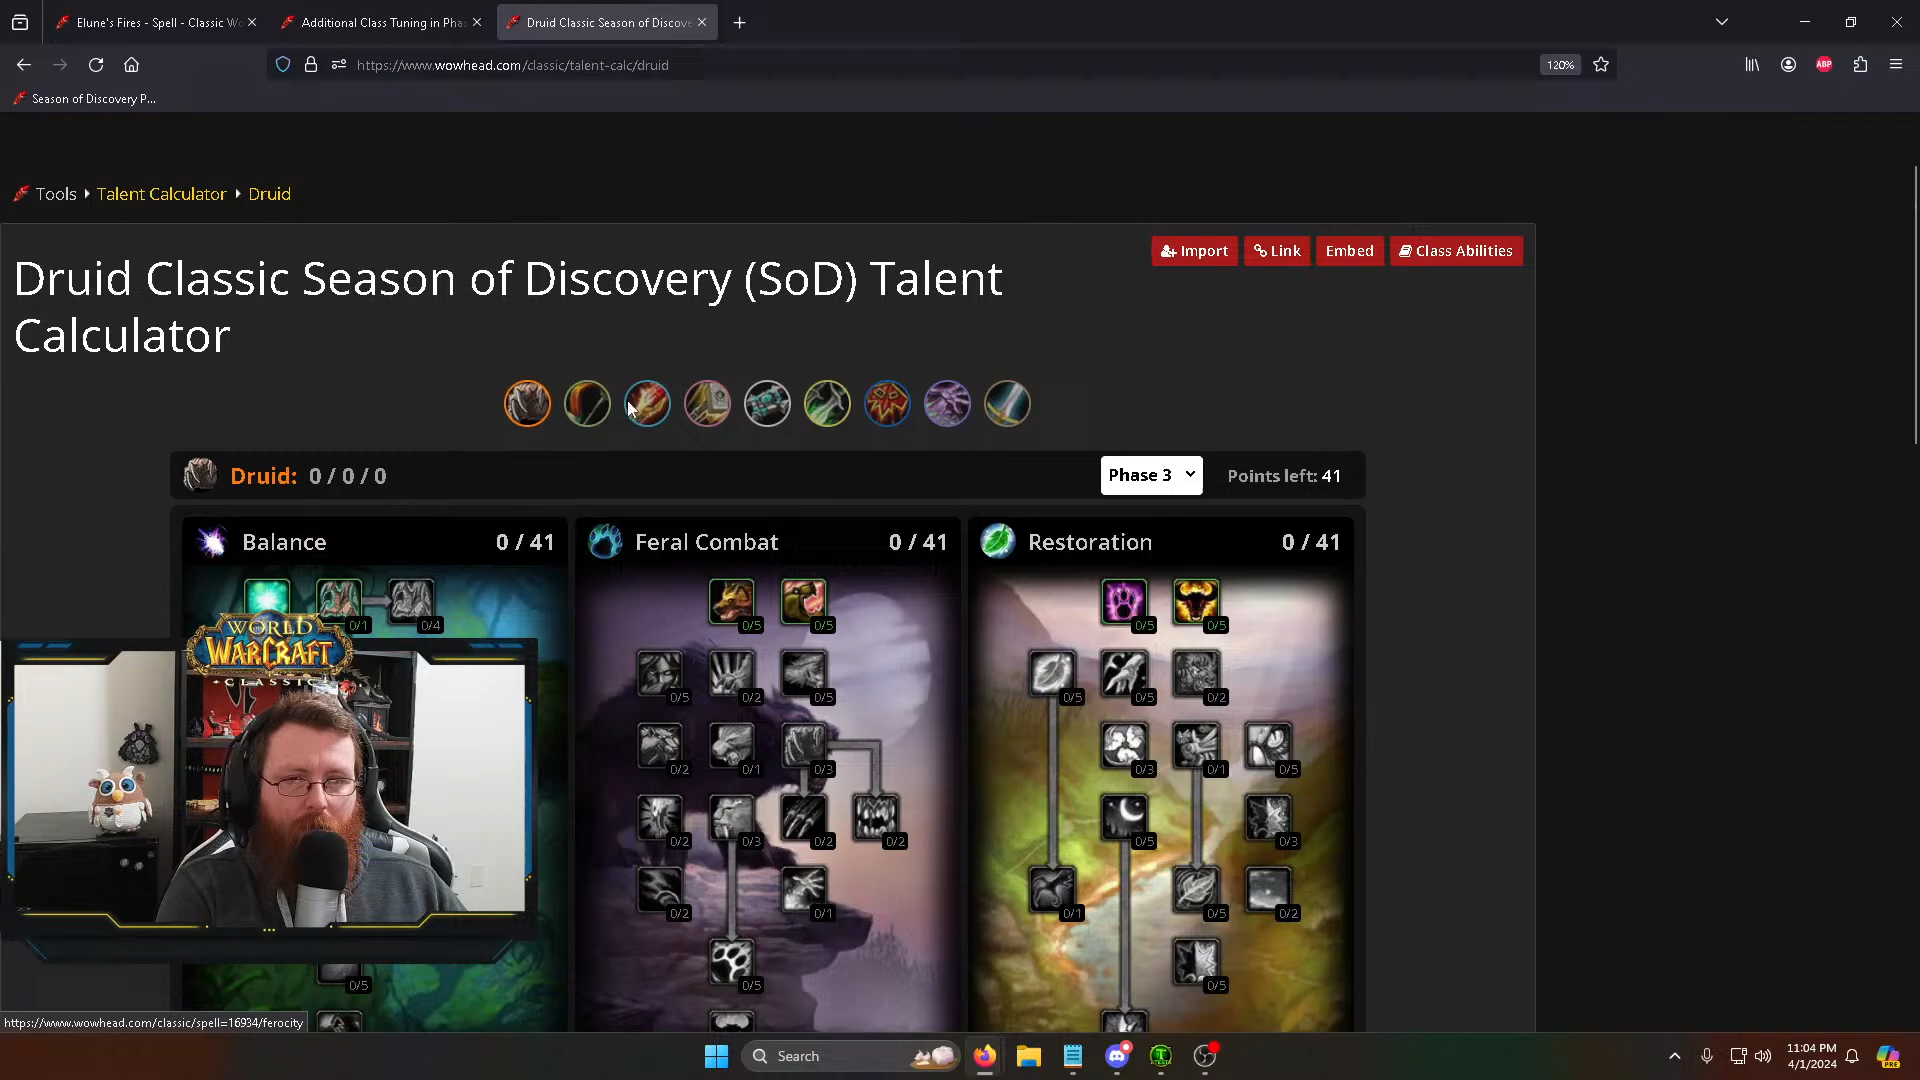 Elune's Fires - Spell - Classic Wo
Additional Class Tuning in Pha
Druid Classic Season of Discove
https://www.wowhead.com/classic/talent-calc/druid
120%
ABP
Season of Discovery P...
Tools
Talent Calculator
Druid
Import
Link
Embed
Class Abilities
Druid Classic Season of Discovery (SoD) Talent
Calculator
Druid: 0 / 0 / 0
Phase 3
Points left: 41
Balance
0 / 41
Feral Combat
0 / 41
Restoration
0 / 41
0/1
0/4
0/5
0/5
0/5
0/5
WORLD
WARCRAFT
CLASSIC
0/5
0/2
0/5
0/5
0/5
0/2
0/2
0/1
0/3
0/3
0/1
0/5
0/2
0/3
0/2
0/2
0/5
0/3
0/2
0/1
0/1
0/5
0/2
0/5
0/5
0/5
https://www.wowhead.com/classic/spell=16934/ferocity
Search
11:04 PM
4/1/2024
PRE